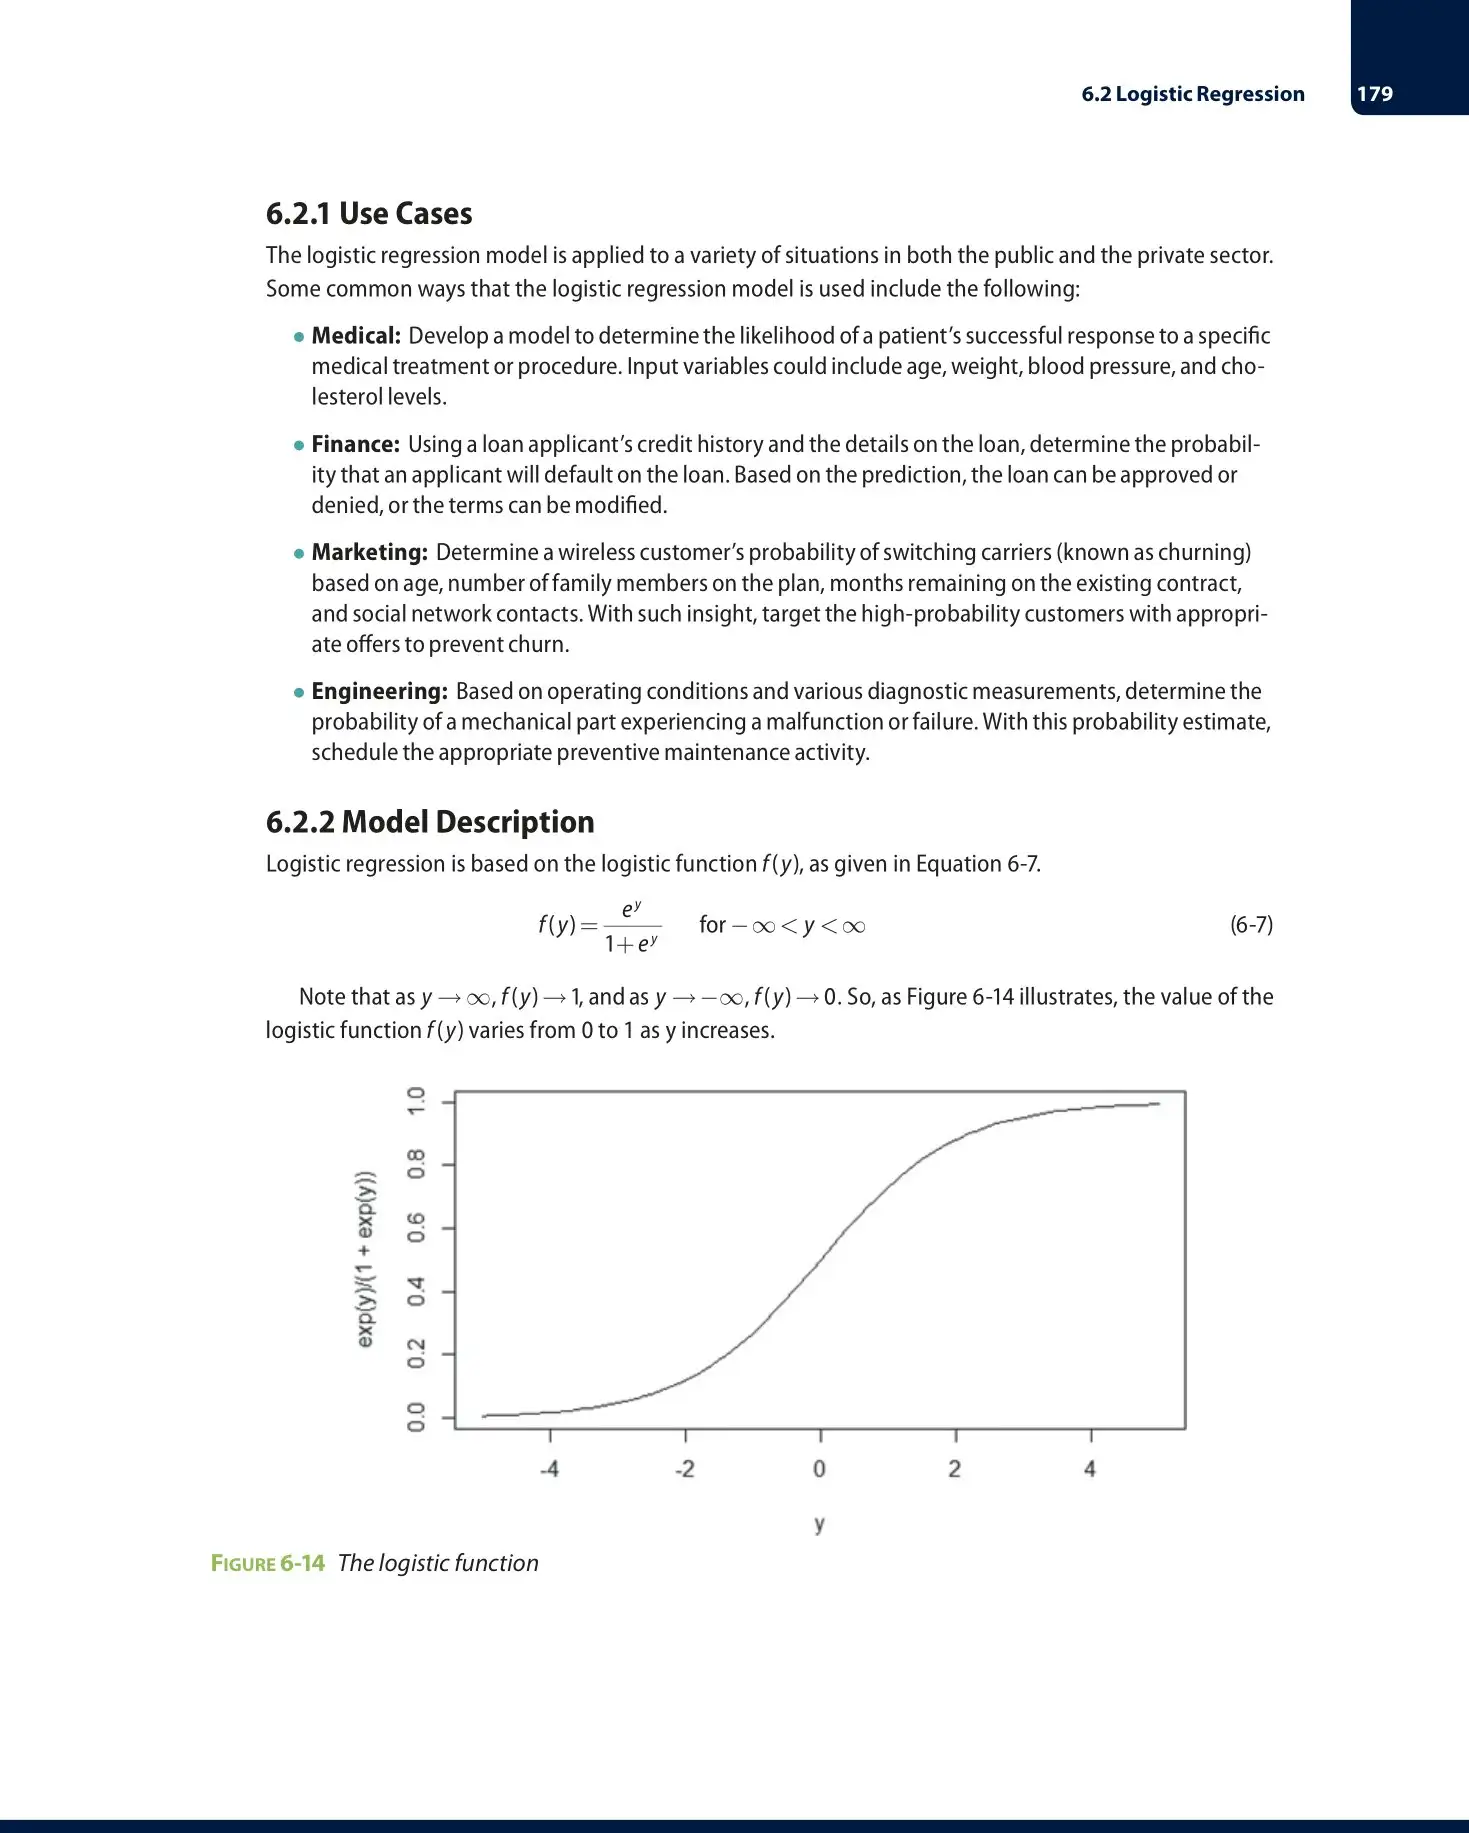 6.2 Logistic Regression 179
6.2.1 Use Cases
The logistic regression model is applied to a variety of situations in both the public and the private sector.
Some common ways that the logistic regression model is used include the following:
● Medical: Develop a model to determine the likelihood of a patient’s successful response to a specific
medical treatment or procedure. Input variables could include age, weight, blood pressure, and cho-
lesterol levels.
● Finance: Using a loan applicant’s credit history and the details on the loan, determine the probabil-
ity that an applicant will default on the loan. Based on the prediction, the loan can be approved or
denied, or the terms can be modified.
● Marketing: Determine a wireless customer’s probability of switching carriers (known as churning)
based on age, number of family members on the plan, months remaining on the existing contract,
and social network contacts. With such insight, target the high-probability customers with appropri-
ate offers to prevent churn.
● Engineering: Based on operating conditions and various diagnostic measurements, determine the
probability of a mechanical part experiencing a malfunction or failure. With this probability estimate,
schedule the appropriate preventive maintenance activity.
6.2.2 Model Description
Logistic regression is based on the logistic function f(y), as given in Equation 6-7.
f(y) = e^y / (1 + e^y) for −∞ < y < ∞ (6-7)
Note that as y → ∞, f(y) → 1, and as y → −∞, f(y) → 0. So, as Figure 6-14 illustrates, the value of the
logistic function f(y) varies from 0 to 1 as y increases.
exp(y)/(1 + exp(y))
1.0
0.8
0.6
0.4
0.2
0.0
-4 -2 0 2 4
y
FIGURE 6-14 The logistic function